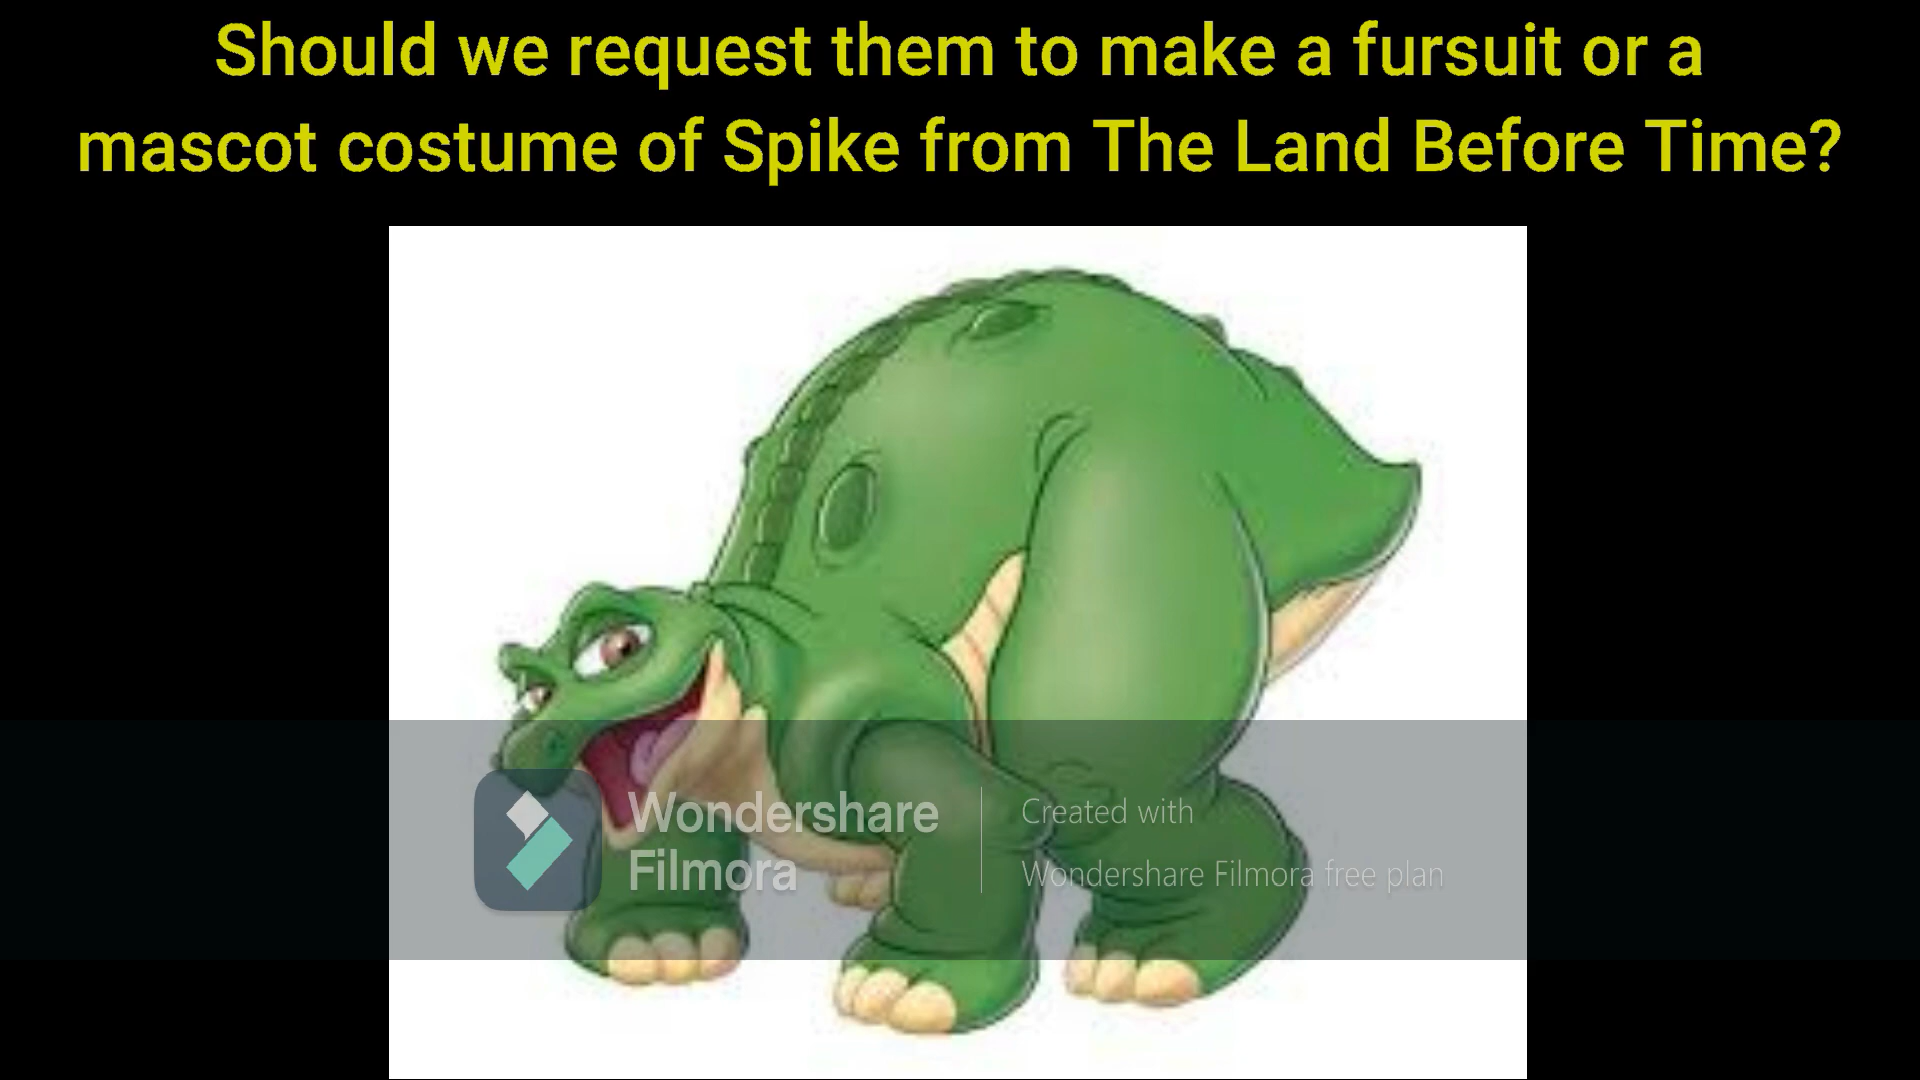 Should we request them to make a fursuit or a
mascot costume of Spike from The Land Before Time?
Wondershare
Filmora
Created with
Wondershare Filmora free plan